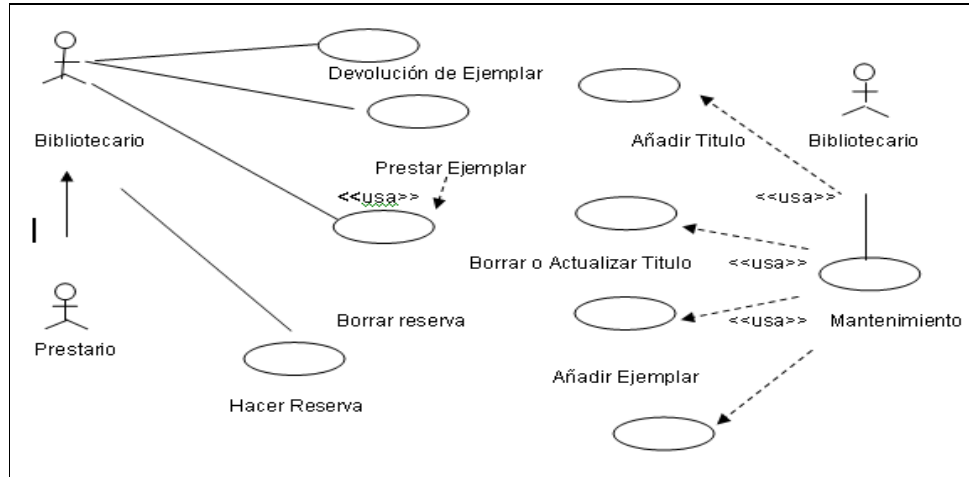 Devolución de Ejemplar
Bibliotecario
Prestar Ejemplar
<<usa>>
Prestario
Borrar reserva
Hacer Reserva
Añadir Titulo
Bibliotecario
<<usa>>
Borrar o Actualizar Titulo
<<usa>>
<<usa>>
Mantenimiento
Añadir Ejemplar